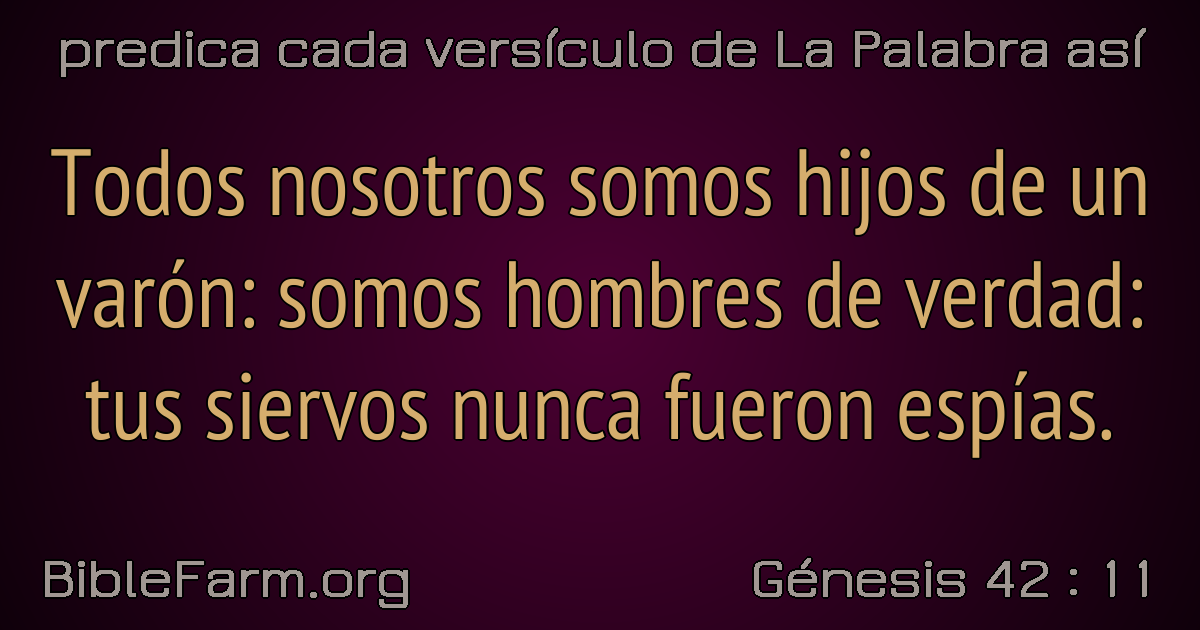 predica cada versículo de La Palabra así
Todos nosotros somos hijos de un
varón: somos hombres de verdad:
tus siervos nunca fueron espías.
BibleFarm.org
Génesis 42 : 11